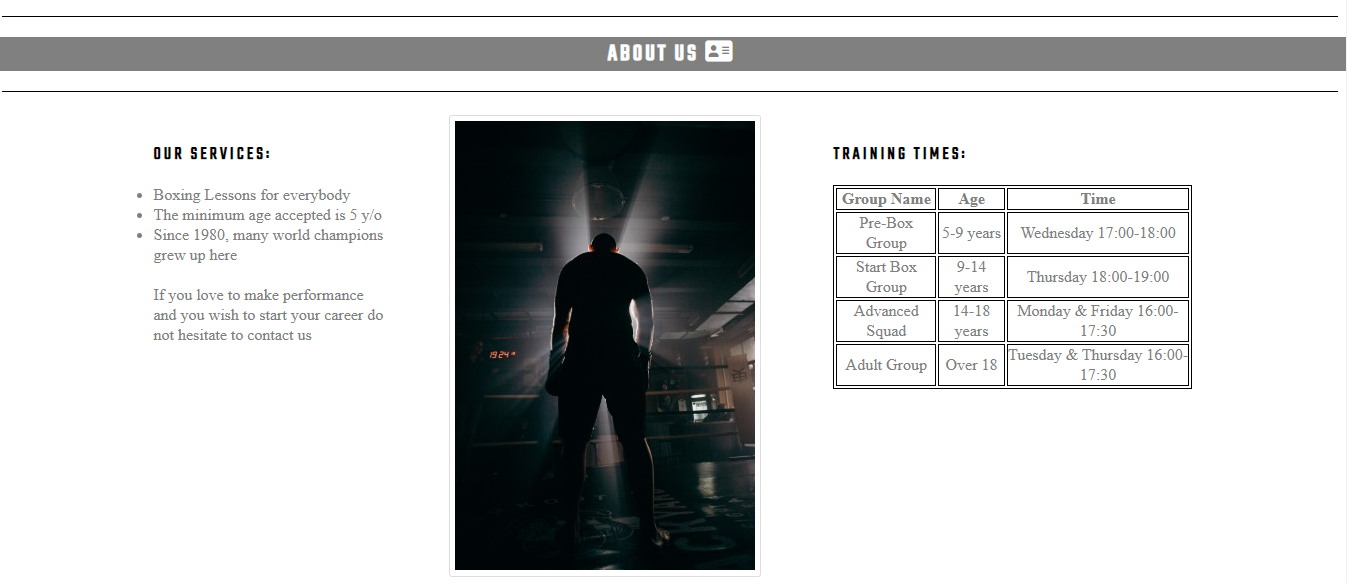 ABOUT US
OUR SERVICES:
Boxing Lessons for everybody
The minimum age accepted is 5 y/o
Since 1980, many world champions
grew up here
If you love to make performance
and you wish to start your career do
not hesitate to contact us
19:24
TRAINING TIMES:
Group Name Age Time
Pre-Box
Group
5-9 years
Wednesday 17:00-18:00
Start Box
Group
9-14
years
Thursday 18:00-19:00
Advanced
Squad
14-18
years
Monday & Friday 16:00-
17:30
Adult Group
Over 18
Tuesday & Thursday 16:00-
17:30